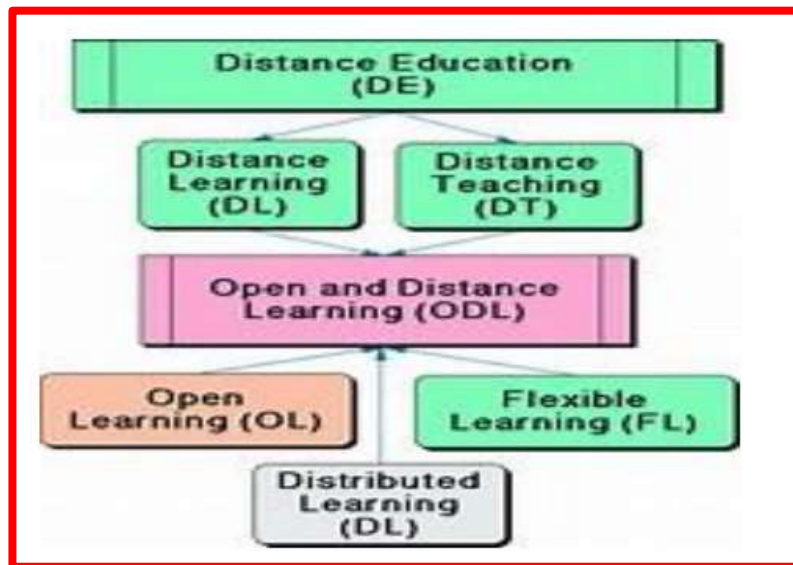 Distance Education
(DE)
Distance
Learning
(DL)
Distance
Teaching
(DT)
Open and Distance
Learning (ODL)
Open
Learning (OL)
Flexible
Learning (FL)
Distributed
Learning
(DL)